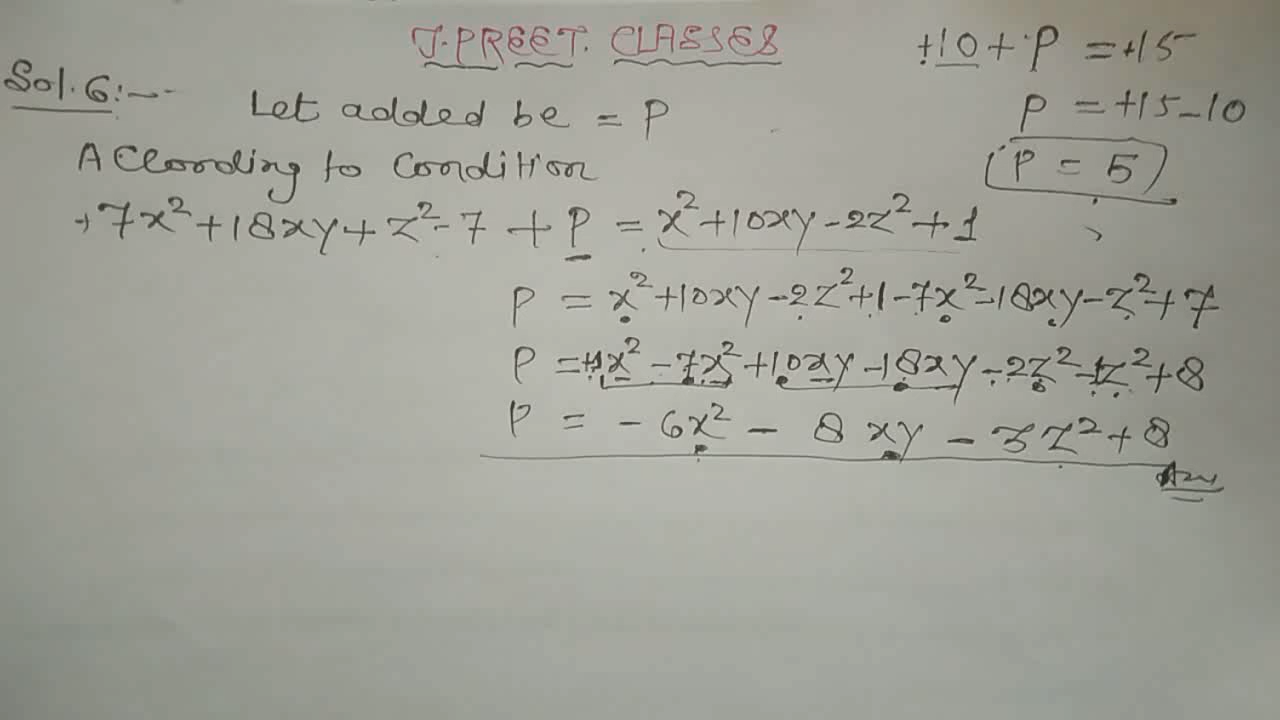 J.PREET. CLASSES
+10 + P = +15
P = +15-10
P = 5
Sol. 6:-
Let added be = P
According to condition
→ 7x² + 18xy + z² - 7 + P = x² + 10xy - 2z² + 1
P = x² + 10xy - 2z² + 1 - 7x² - 18xy - z² + 7
P = +1x² - 7x² + 10xy - 18xy - 2z² - 1z² + 8
P = - 6x² - 8xy - 3z² + 8
Ans